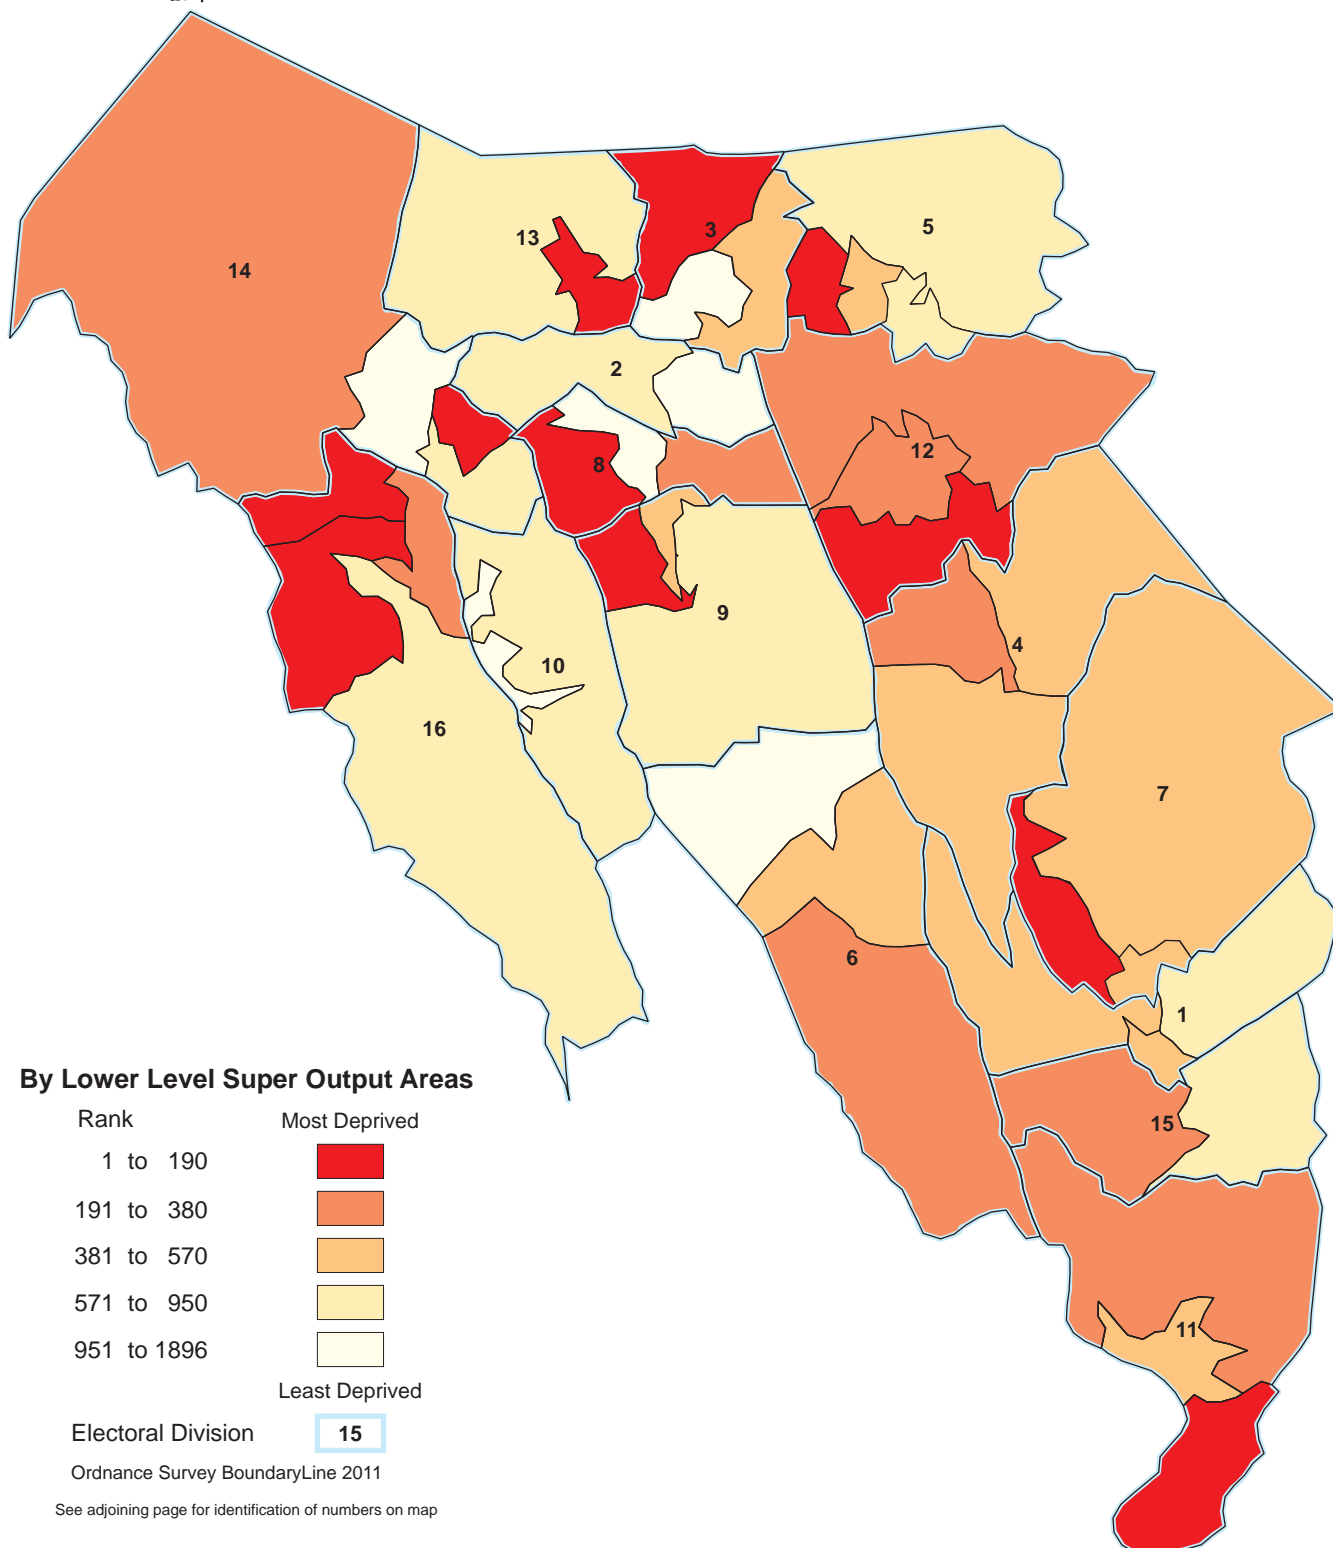 14
13
3
5
2
12
8
9
4
10
16
7
6
1
15
11
By Lower Level Super Output Areas
Rank Most Deprived
1 to 190
191 to 380
381 to 570
571 to 950
951 to 1896
Least Deprived
Electoral Division 15
Ordnance Survey BoundaryLine 2011
See adjoining page for identification of numbers on map